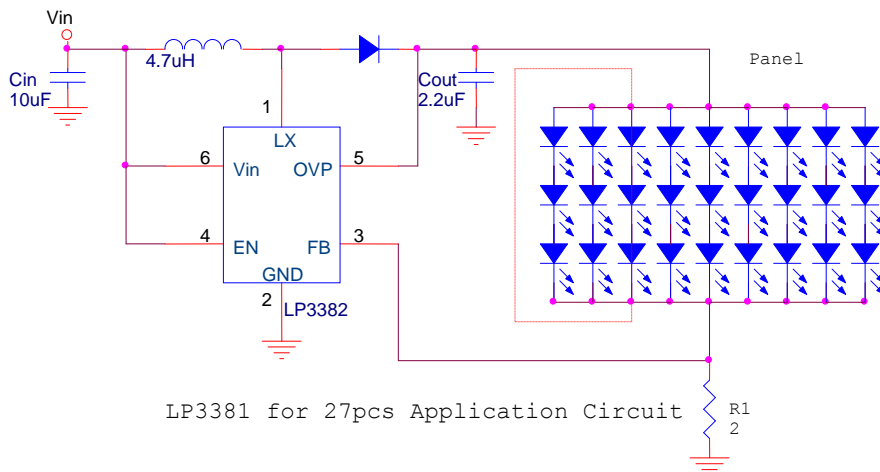 Vin
4.7uH
Panel
Cin
10uF
Cout
2.2uF
1
LX
6
Vin
OVP
5
4
EN
FB
3
GND
2
LP3382
LP3381 for 27pcs Application Circuit
R1
2